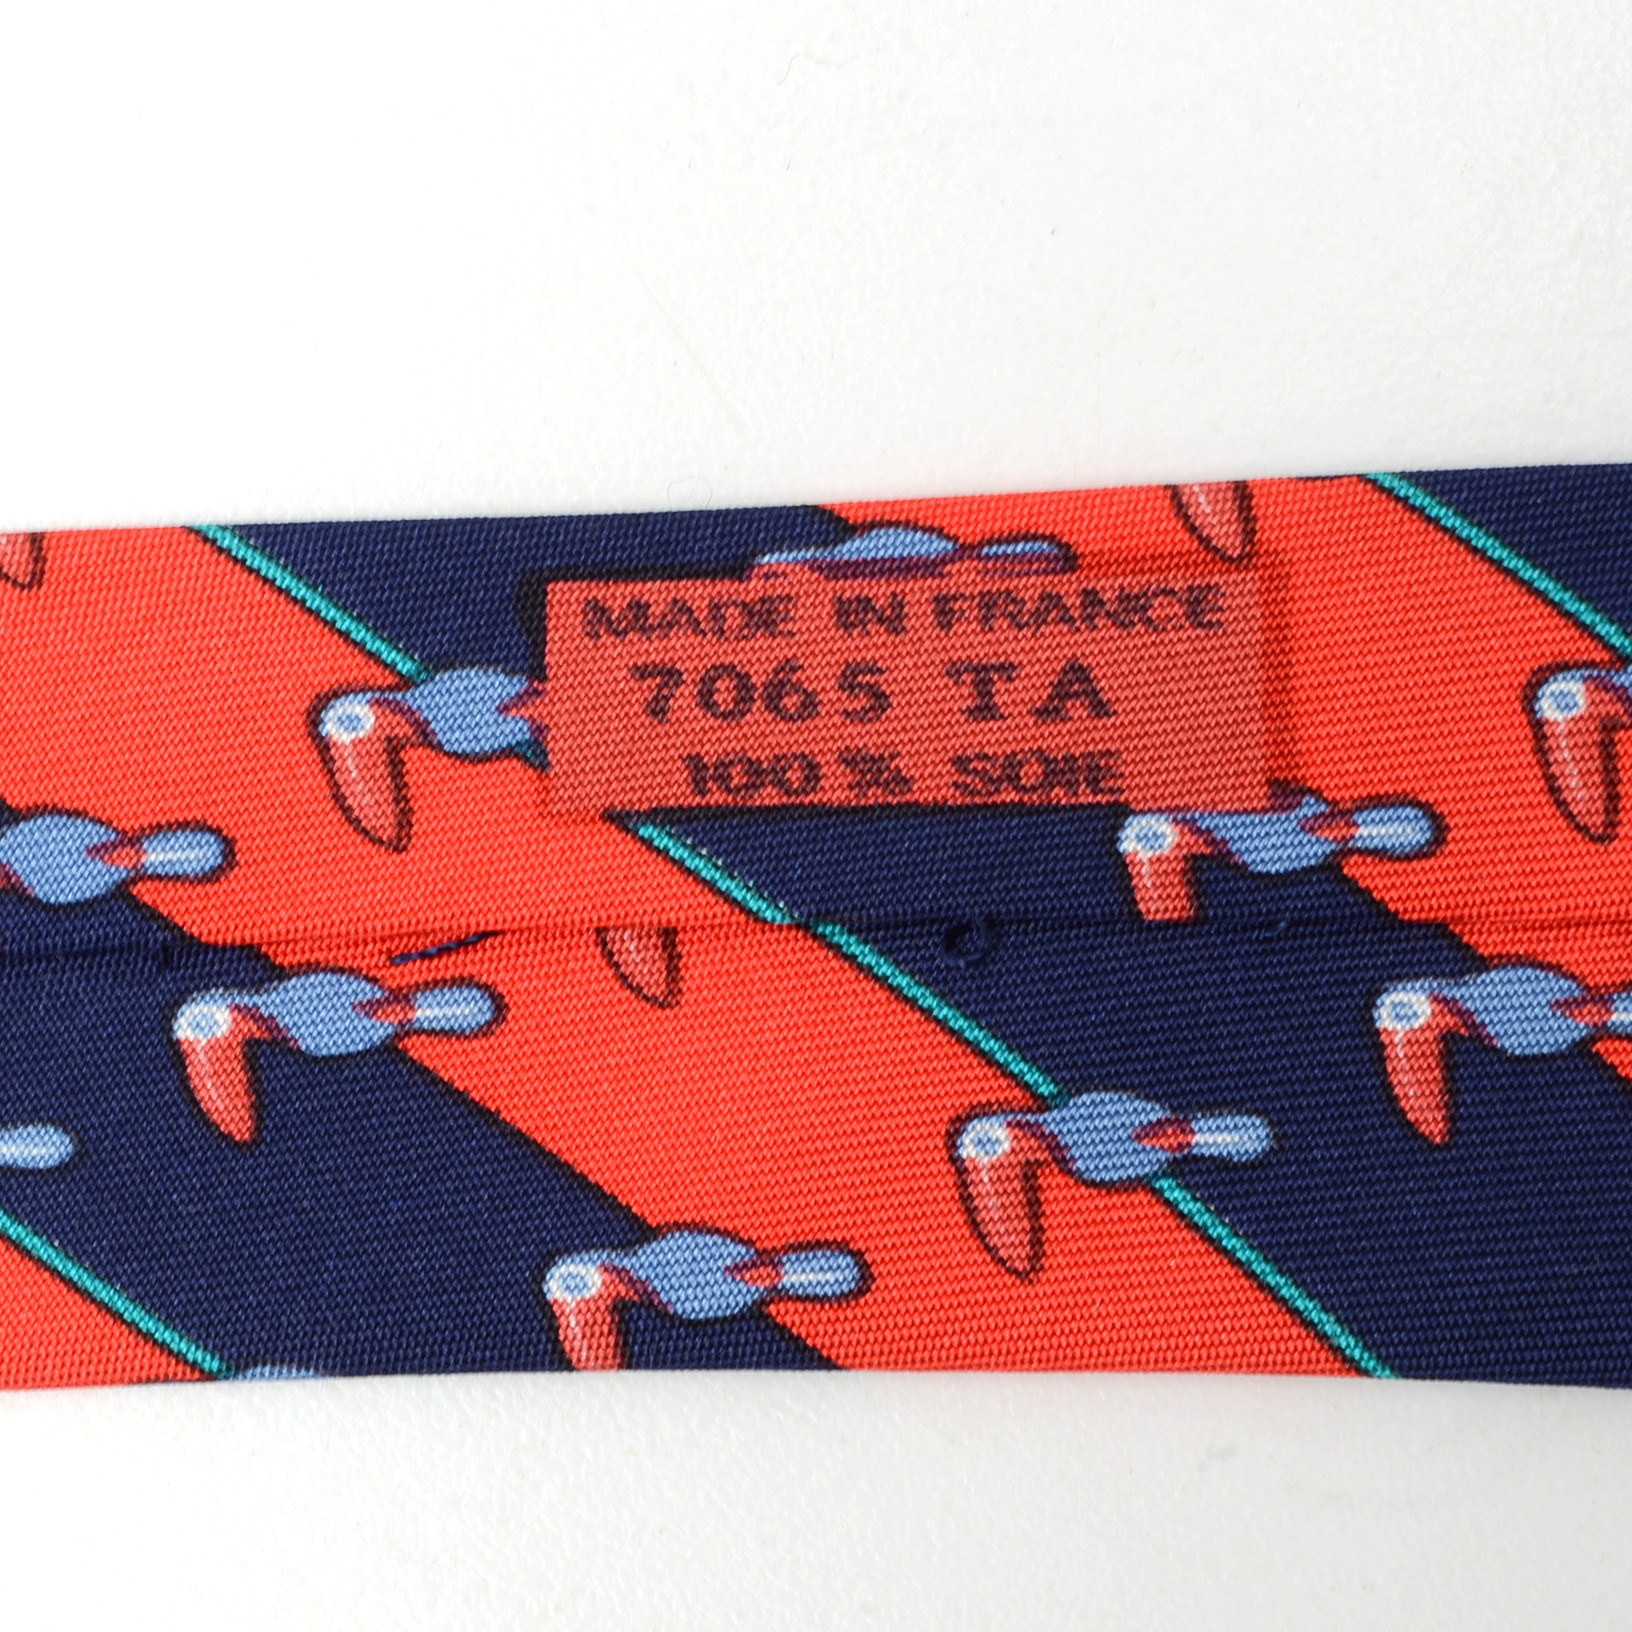 MADE IN FRANCE
7065 TA
100 % SOIE